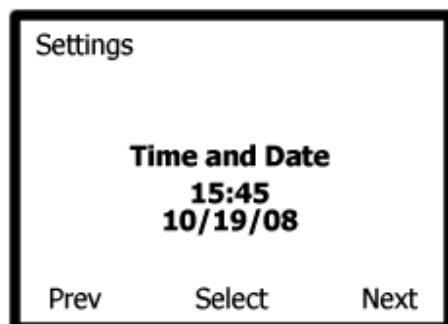 Settings
Time and Date
15:45
10/19/08
Prev Select Next